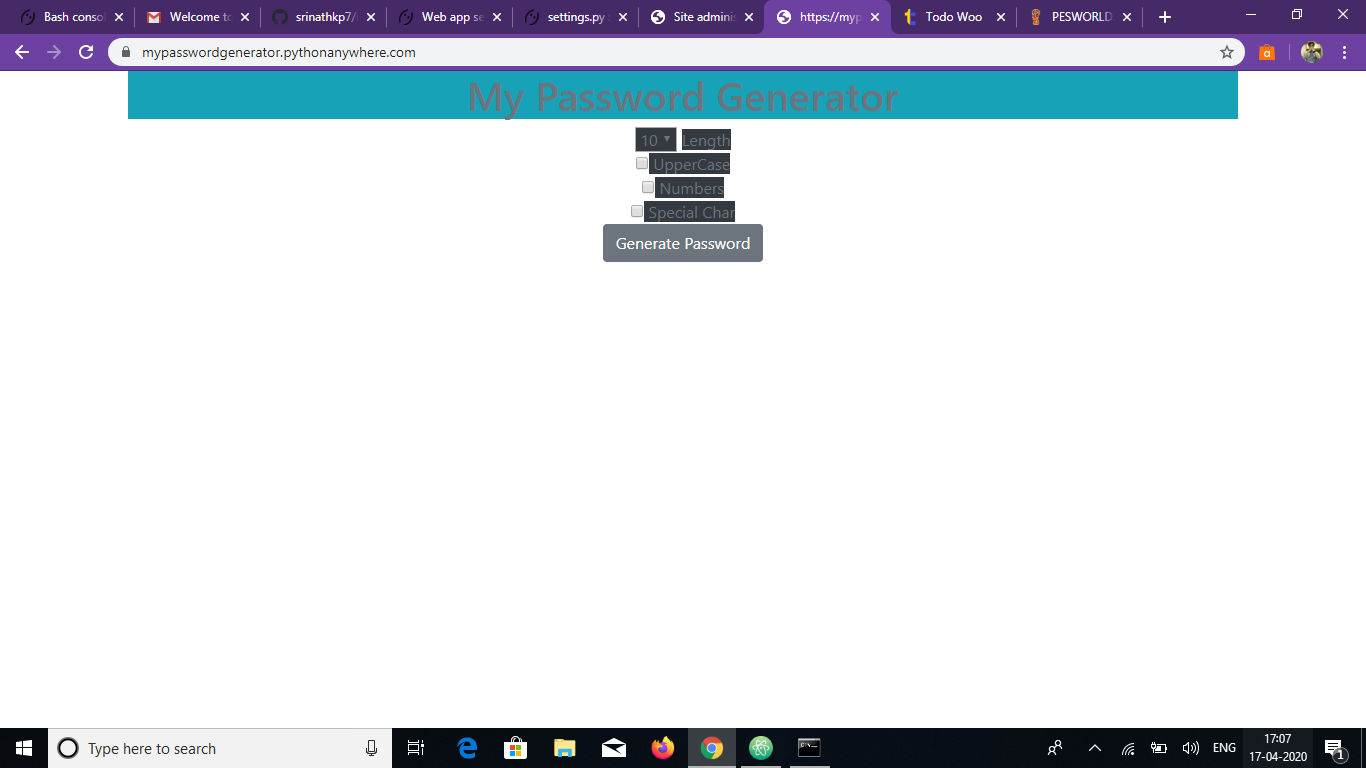 Bash conso
Welcome to
srinathkp7/
Web app se
settings.py
Site adminis
https://myp
Todo Woo
PESWORLD
mypasswordgenerator.pythonanywhere.com
My Password Generator
10 Length
UpperCase
Numbers
Special Char
Generate Password
Type here to search
ENG
17:07
17-04-2020
1